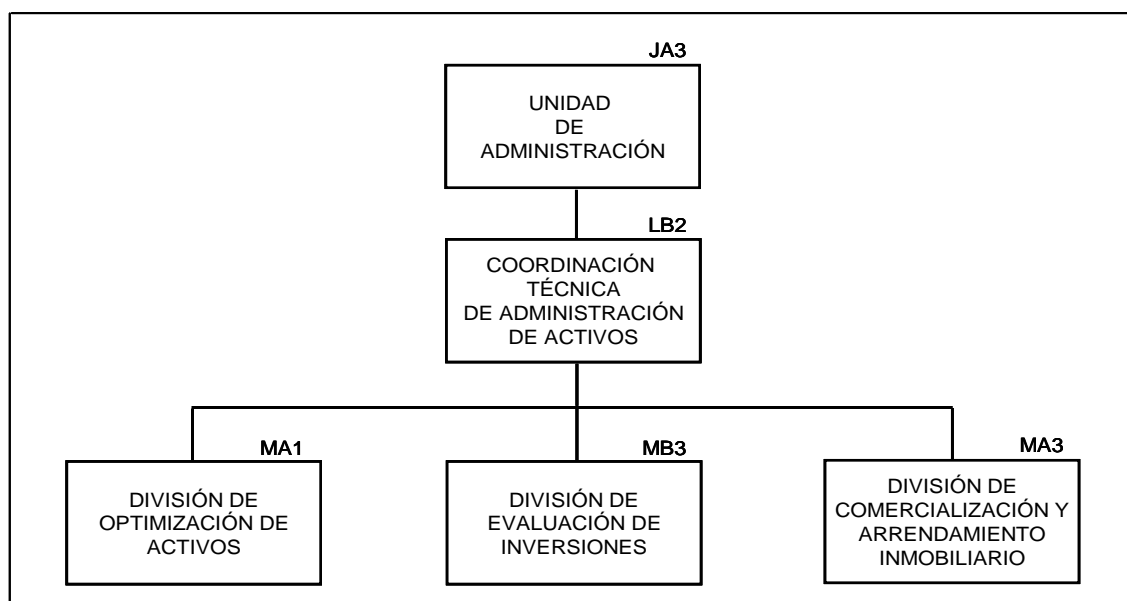 JA3
UNIDAD
DE
ADMINISTRACIÓN
LB2
COORDINACIÓN
TÉCNICA
DE ADMINISTRACIÓN
DE ACTIVOS
MA1
DIVISIÓN DE
OPTIMIZACIÓN DE
ACTIVOS
MB3
DIVISIÓN DE
EVALUACIÓN DE
INVERSIONES
MA3
DIVISIÓN DE
COMERCIALIZACIÓN Y
ARRENDAMIENTO
INMOBILIARIO